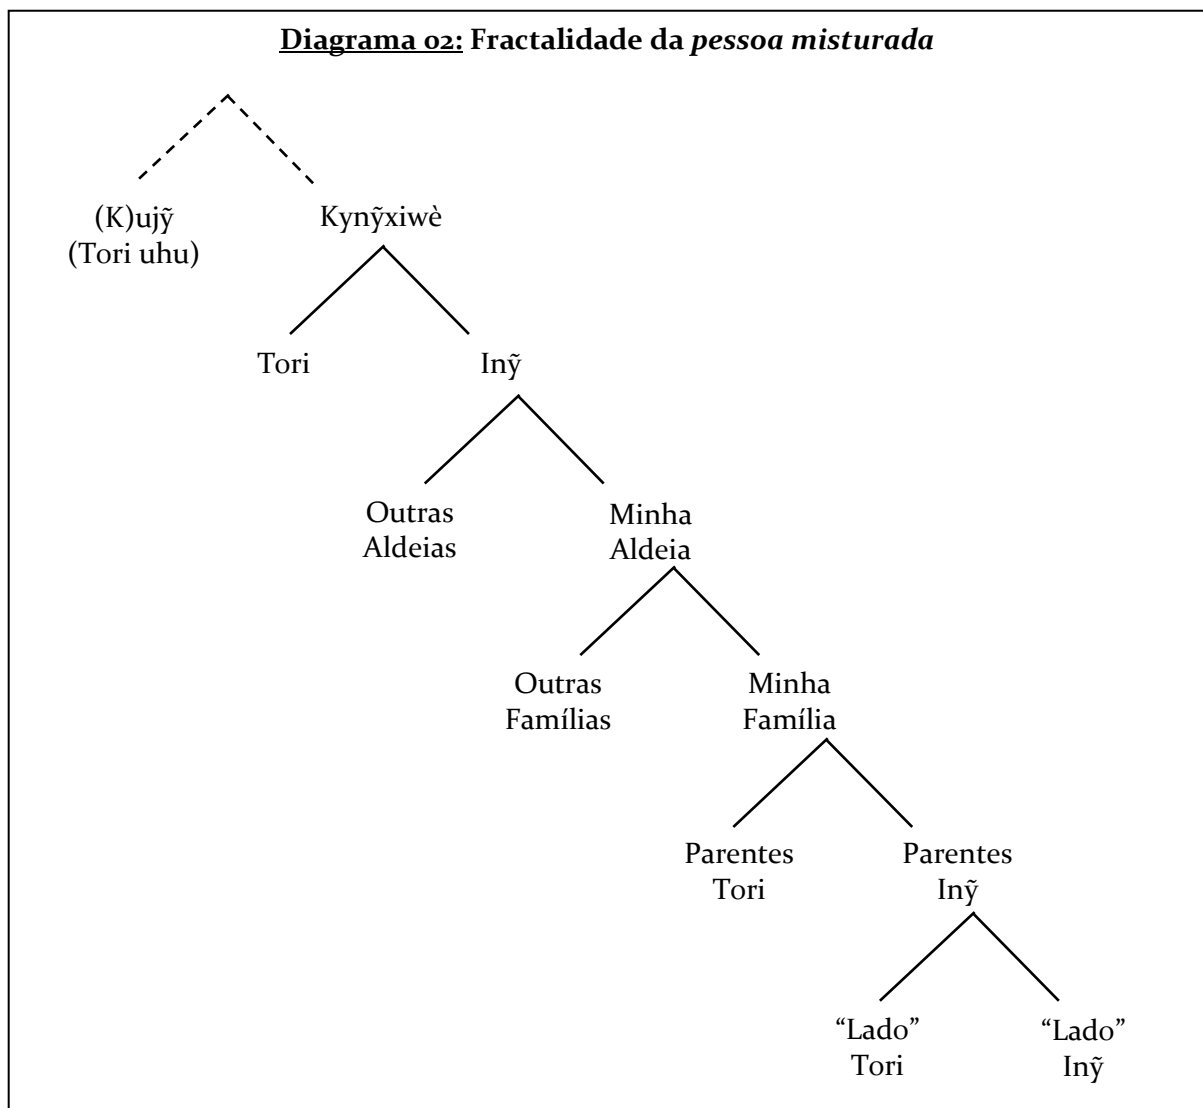 Diagrama 02: Fractalidade da pessoa misturada
(K)ujỹ
(Tori uhu)
Kynỹxiwè
Tori
Inỹ
Outras
Aldeias
Minha
Aldeia
Outras
Famílias
Minha
Família
Parentes
Tori
Parentes
Inỹ
“Lado”
Tori
“Lado”
Inỹ